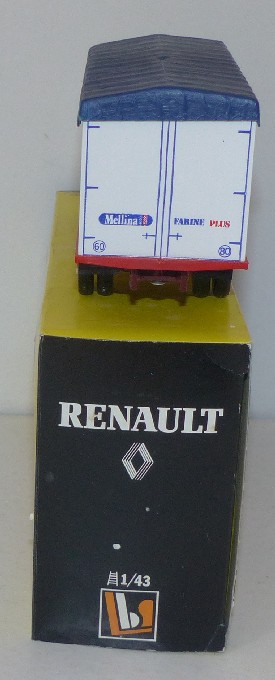 Mellina FARINE PLUS
60 80
RENAULT
1/43